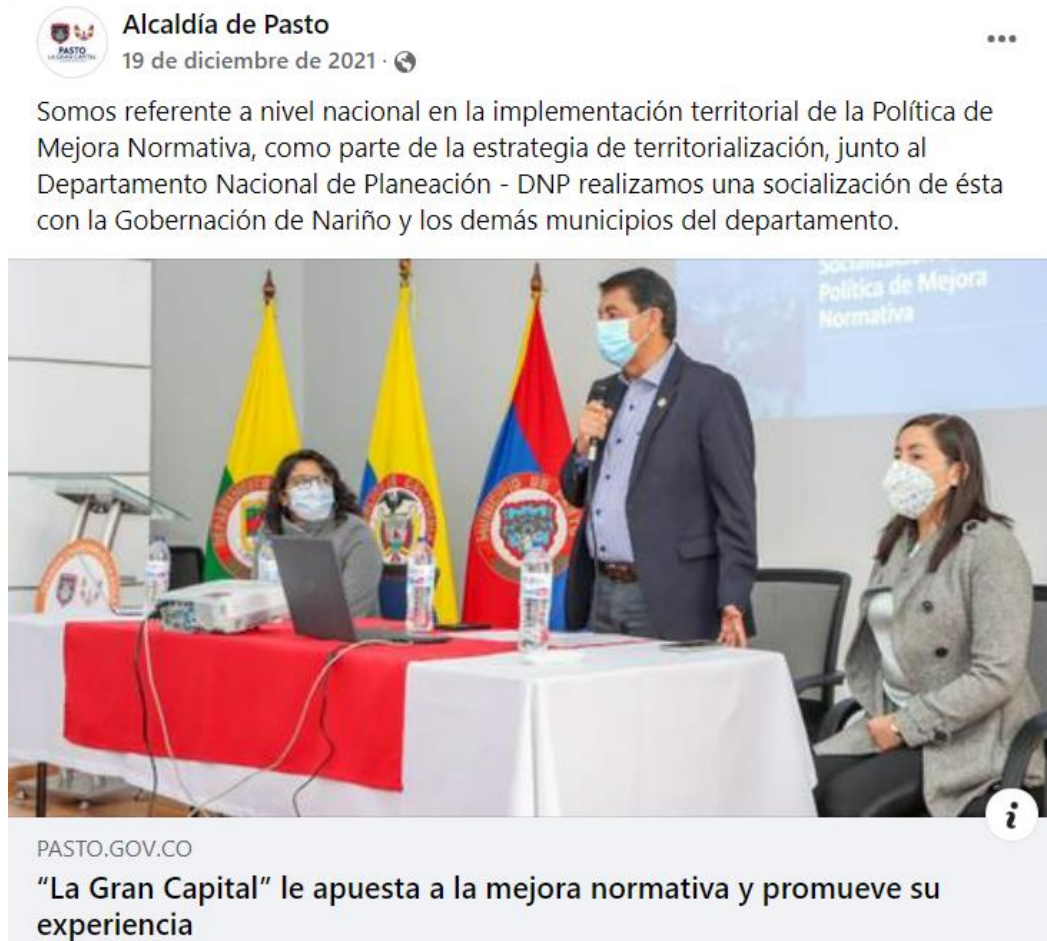 Alcaldía de Pasto
19 de diciembre de 2021 ·
Somos referente a nivel nacional en la implementación territorial de la Política de
Mejora Normativa, como parte de la estrategia de territorialización, junto al
Departamento Nacional de Planeación - DNP realizamos una socialización de ésta
con la Gobernación de Nariño y los demás municipios del departamento.
PASTO
Política de Mejora
Normativa
MUNICIPIO DE
PASTO.GOV.CO
“La Gran Capital” le apuesta a la mejora normativa y promueve su
experiencia